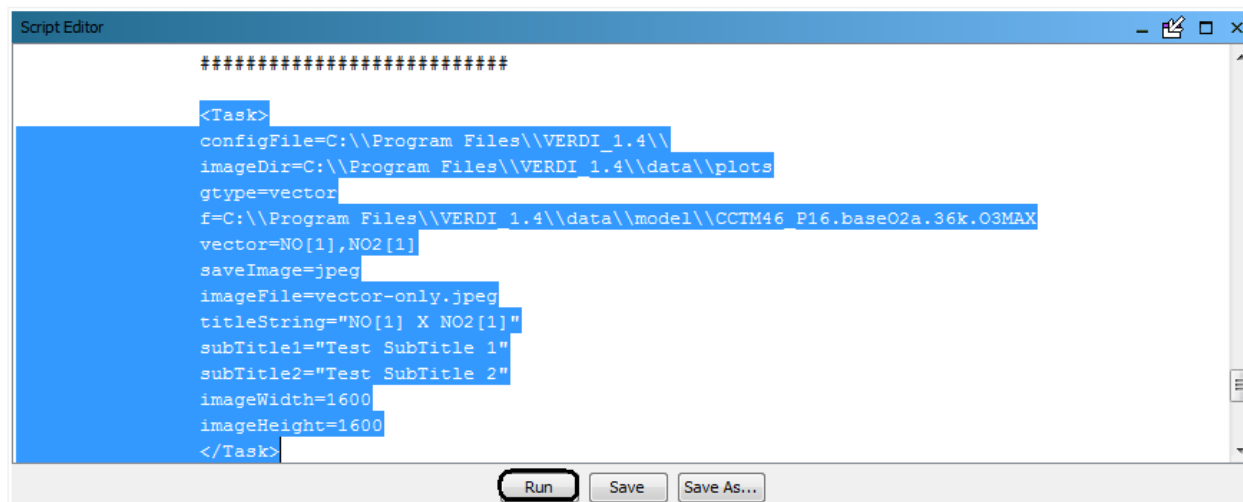 Script Editor
###########################
<Task>
configFile=C:\\Program Files\\VERDI_1.4\\
imageDir=C:\\Program Files\\VERDI_1.4\\data\\plots
gtype=vector
f=C:\\Program Files\\VERDI_1.4\\data\\model\\CCTM46_P16.baseO2a.36k.O3MAX
vector=NO[1],NO2[1]
saveImage=jpeg
imageFile=vector-only.jpeg
titleString="NO[1] X NO2[1]"
subTitle1="Test SubTitle 1"
subTitle2="Test SubTitle 2"
imageWidth=1600
imageHeight=1600
</Task>
Run Save Save As...